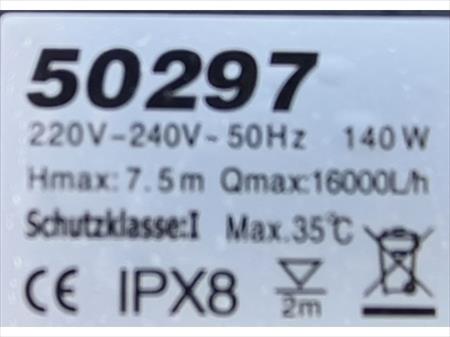 50297
220V~240V~50Hz 140W
Hmax: 7.5m Qmax:16000L/h
Schutzklasse:I Max.35℃
CE IPX8 2m